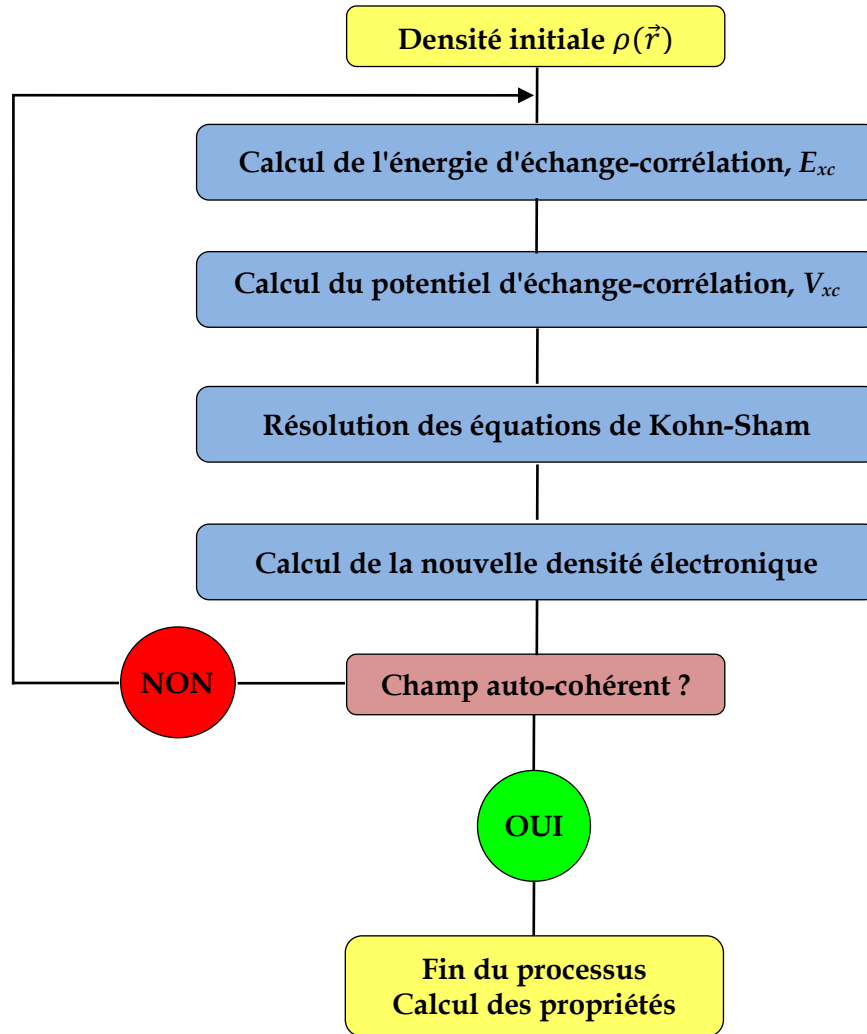 Densité initiale 𝜌(𝑟⃗)
Calcul de l'énergie d'échange-corrélation, Exc
Calcul du potentiel d'échange-corrélation, Vxc
Résolution des équations de Kohn-Sham
Calcul de la nouvelle densité électronique
NON
Champ auto-cohérent ?
OUI
Fin du processus
Calcul des propriétés